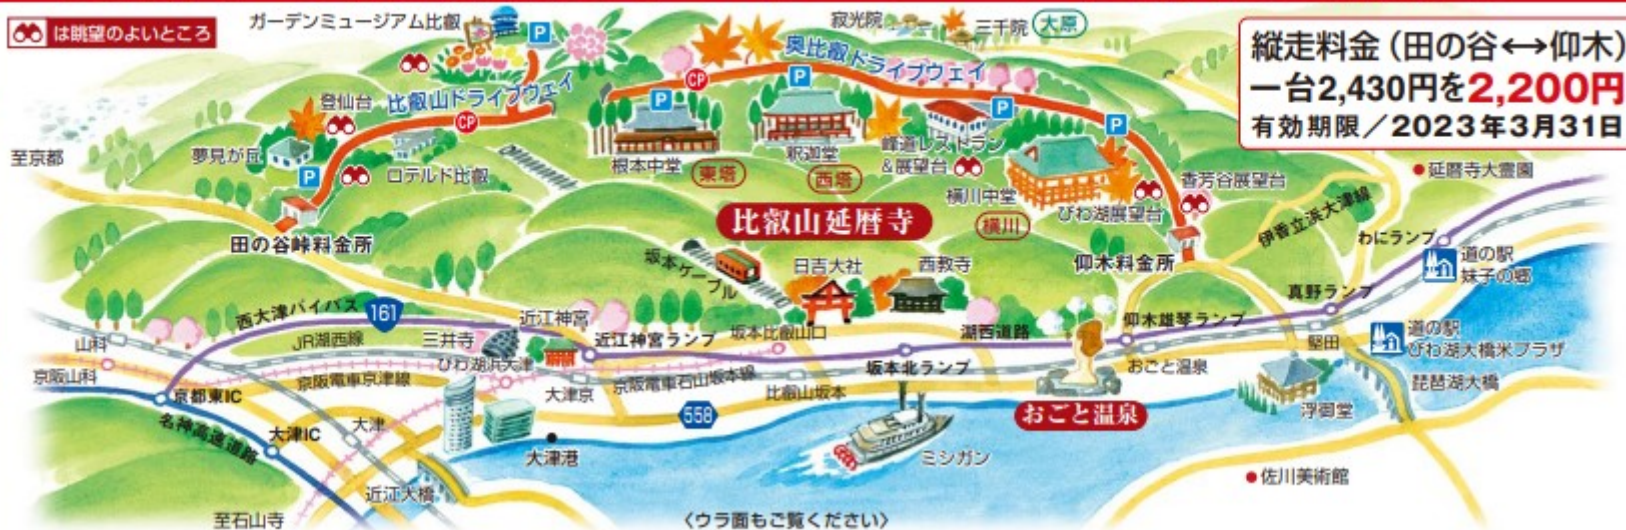 は眺望のよいところ
ガーデンミュージアム比叡
P
寂光院
三千院
大原
縦走料金(田の谷⟷仰木)
一台2,430円を2,200円
有効期限/2023年3月31日
奥比叡ドライブウェイ
比叡山ドライブウェイ
CP
CP
P
P
P
P
P
登仙台
至京都
夢見が丘
ロテルド比叡
根本中堂
東塔
釈迦堂
西塔
峰道レストラン
&展望台
横川中堂
横川
びわ湖展望台
香芳谷展望台
延暦寺大霊園
田の谷峠料金所
比叡山延暦寺
仰木料金所
伊香立浜大津線
わにランプ
道の駅
妹子の郷
坂本ケーブル
日吉大社
西教寺
真野ランプ
西大津バイパス
161
近江神宮
近江神宮ランプ
坂本比叡山口
湖西道路
仰木雄琴ランプ
道の駅
びわ湖大橋米プラザ
山科
JR湖西線
三井寺
びわ湖浜大津
堅田
京阪山科
京阪電車京津線
大津京
京阪電車石山坂本線
比叡山坂本
坂本北ランプ
おごと温泉
琵琶湖大橋
京都東IC
558
おごと温泉
浮御堂
名神高速道路
大津IC
大津
大津港
ミシガン
佐川美術館
近江大橋
至石山寺
〈ウラ面もご覧ください〉